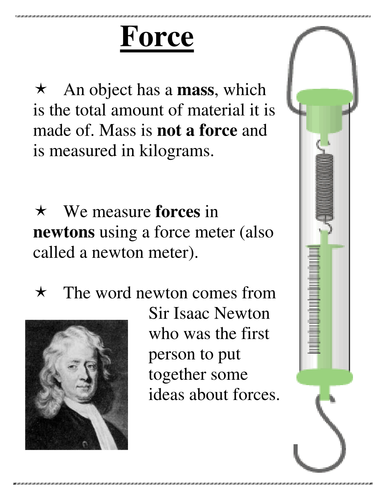 Force
An object has a mass, which
is the total amount of material it is
made of. Mass is not a force and
is measured in kilograms.
We measure forces in
newtons using a force meter (also
called a newton meter).
The word newton comes from
Sir Isaac Newton
who was the first
person to put
together some
ideas about forces.